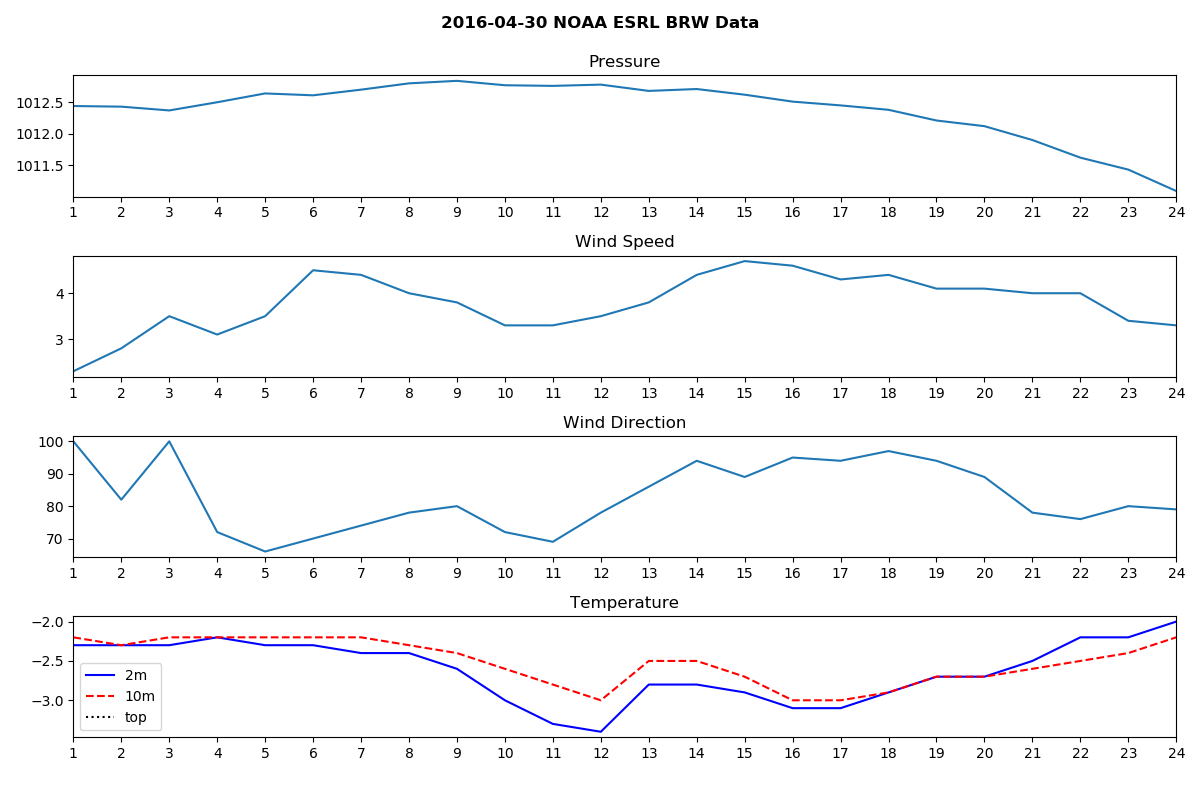 2016-04-30 NOAA ESRL BRW Data
Pressure
1012.5
1012.0
1011.5
1 2 3 4 5 6 7 8 9 10 11 12 13 14 15 16 17 18 19 20 21 22 23 24
Wind Speed
4
3
1 2 3 4 5 6 7 8 9 10 11 12 13 14 15 16 17 18 19 20 21 22 23 24
Wind Direction
100
90
80
70
1 2 3 4 5 6 7 8 9 10 11 12 13 14 15 16 17 18 19 20 21 22 23 24
Temperature
−2.0
−2.5
−3.0
2m
10m
top
1 2 3 4 5 6 7 8 9 10 11 12 13 14 15 16 17 18 19 20 21 22 23 24